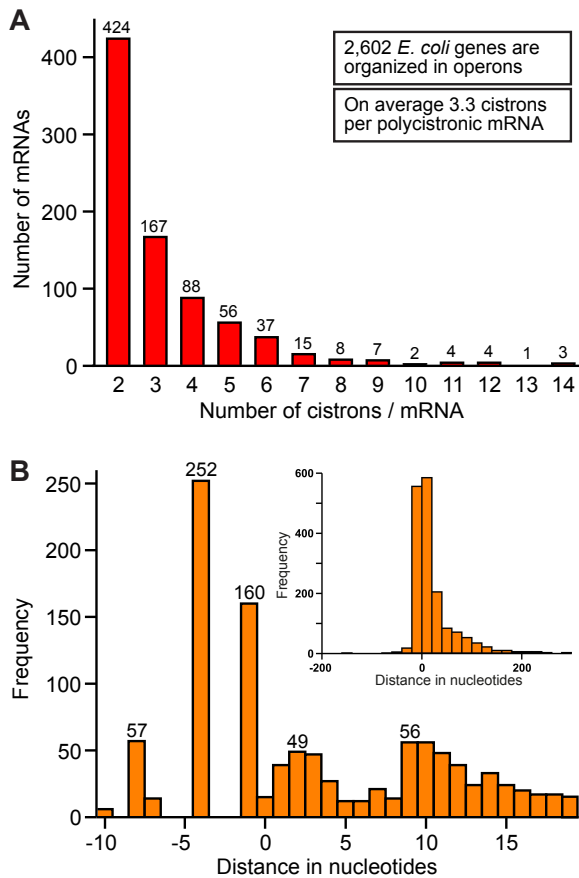 A
424
2,602 E. coli genes are
organized in operons
On average 3.3 cistrons
per polycistronic mRNA
400
300
200
100
0
Number of mRNAs
167
88
56
37
15
8
7
2
4
4
1
3
2 3 4 5 6 7 8 9 10 11 12 13 14
Number of cistrons / mRNA
B
252
250
200
150
100
50
0
Frequency
57
160
49
56
-10 -5 0 5 10 15
Distance in nucleotides
600
400
200
0
Frequency
-200 0 200
Distance in nucleotides